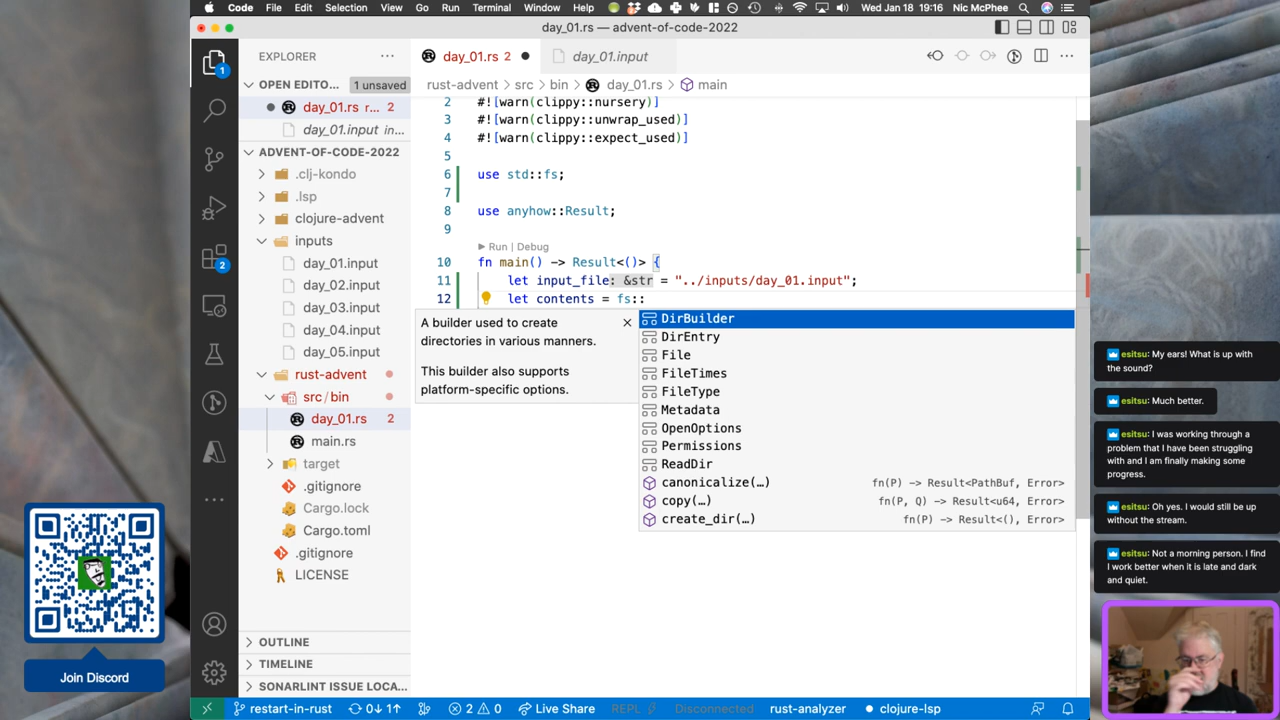 Code File Edit Selection View Go Run Terminal Window Help Wed Jan 18 19:16 Nic McPhee
day_01.rs — advent-of-code-2022
EXPLORER
OPEN EDITO... 1 unsaved
day_01.rs r... 2
day_01.input in...
ADVENT-OF-CODE-2022
.clj-kondo
.lsp
clojure-advent
inputs
day_01.input
day_02.input
day_03.input
day_04.input
day_05.input
rust-advent
src/bin
day_01.rs 2
main.rs
target
.gitignore
Cargo.lock
Cargo.toml
.gitignore
LICENSE
OUTLINE
TIMELINE
SONARLINT ISSUE LOCA...
1
2
day_01.rs 2
day_01.input
rust-advent > src > bin > day_01.rs > main
2 #![warn(clippy::nursery)]
3 #![warn(clippy::unwrap_used)]
4 #![warn(clippy::expect_used)]
5
6 use std::fs;
7
8 use anyhow::Result;
9
Run | Debug
10 fn main() -> Result<()> {
11 let input_file: &str = "../inputs/day_01.input";
12 let contents = fs::
A builder used to create
directories in various manners.
This builder also supports
platform-specific options.
DirBuilder
DirEntry
File
FileTimes
FileType
Metadata
OpenOptions
Permissions
ReadDir
canonicalize(…) fn(P) -> Result<PathBuf, Error>
copy(…) fn(P, Q) -> Result<u64, Error>
create_dir(…) fn(P) -> Result<(), Error>
restart-in-rust 0↓ 1↑ 2 0 Live Share REPL Disconnected rust-analyzer clojure-lsp
Join Discord
esitsu: My ears! What is up with
the sound?
esitsu: Much better.
esitsu: I was working through a
problem that I have been struggling
with and I am finally making some
progress.
esitsu: Oh yes. I would still be up
without the stream.
esitsu: Not a morning person. I find
I work better when it is late and dark
and quiet.